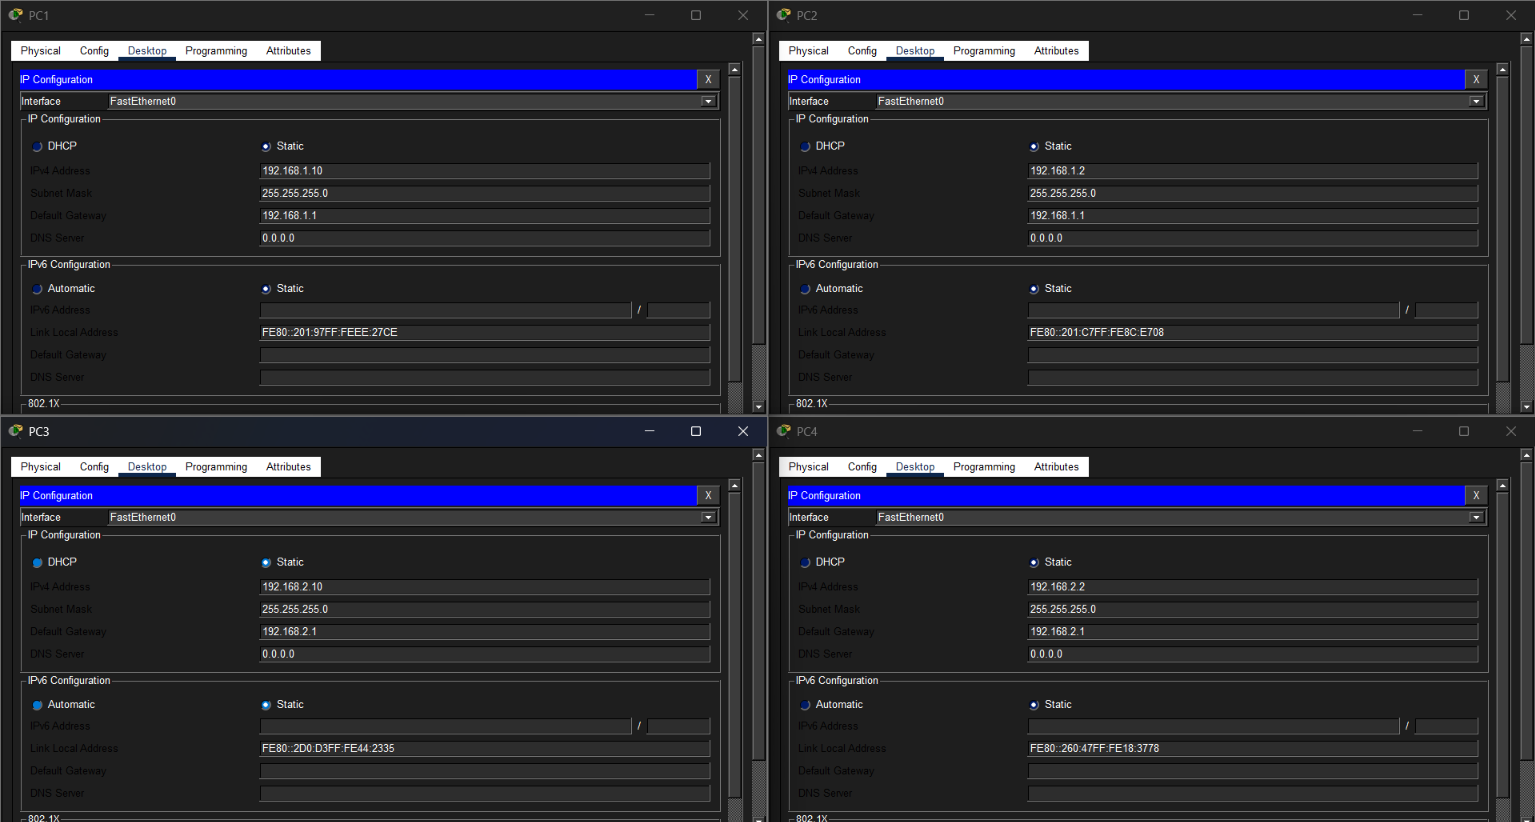 PC1
Physical Config Desktop Programming Attributes
IP Configuration X
Interface FastEthernet0
IP Configuration
DHCP Static
IPv4 Address 192.168.1.10
Subnet Mask 255.255.255.0
Default Gateway 192.168.1.1
DNS Server 0.0.0.0
IPv6 Configuration
Automatic Static
IPv6 Address /
Link Local Address FE80::201:97FF:FEEE:27CE
Default Gateway
DNS Server
802.1X
PC2
Physical Config Desktop Programming Attributes
IP Configuration X
Interface FastEthernet0
IP Configuration
DHCP Static
IPv4 Address 192.168.1.2
Subnet Mask 255.255.255.0
Default Gateway 192.168.1.1
DNS Server 0.0.0.0
IPv6 Configuration
Automatic Static
IPv6 Address /
Link Local Address FE80::201:C7FF:FE8C:E708
Default Gateway
DNS Server
802.1X
PC3
Physical Config Desktop Programming Attributes
IP Configuration X
Interface FastEthernet0
IP Configuration
DHCP Static
IPv4 Address 192.168.2.10
Subnet Mask 255.255.255.0
Default Gateway 192.168.2.1
DNS Server 0.0.0.0
IPv6 Configuration
Automatic Static
IPv6 Address /
Link Local Address FE80::2D0:D3FF:FE44:2335
Default Gateway
DNS Server
802.1X
PC4
Physical Config Desktop Programming Attributes
IP Configuration X
Interface FastEthernet0
IP Configuration
DHCP Static
IPv4 Address 192.168.2.2
Subnet Mask 255.255.255.0
Default Gateway 192.168.2.1
DNS Server 0.0.0.0
IPv6 Configuration
Automatic Static
IPv6 Address /
Link Local Address FE80::260:47FF:FE18:3778
Default Gateway
DNS Server
802.1X